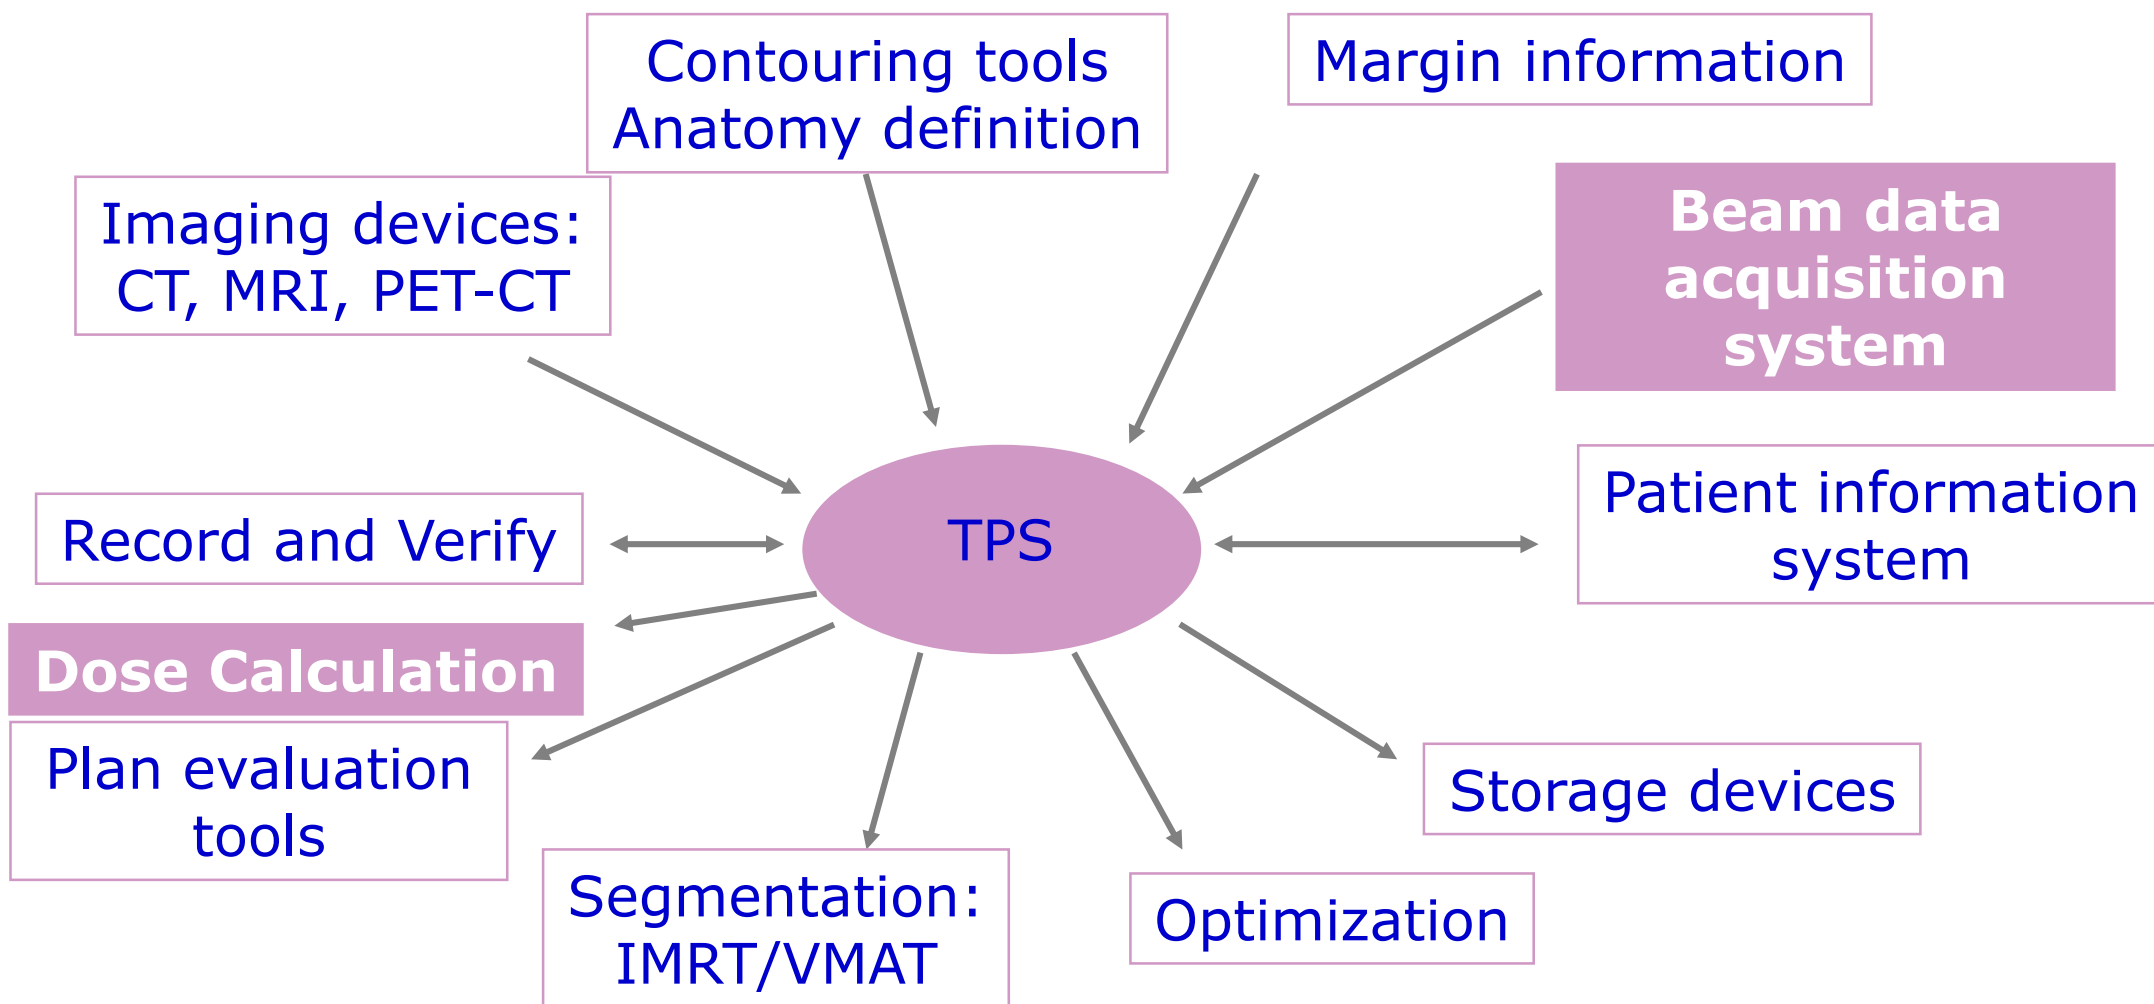 Contouring tools
Anatomy definition
Margin information
Imaging devices:
CT, MRI, PET-CT
Beam data
acquisition
system
Record and Verify
TPS
Patient information
system
Dose Calculation
Plan evaluation
tools
Storage devices
Segmentation:
IMRT/VMAT
Optimization